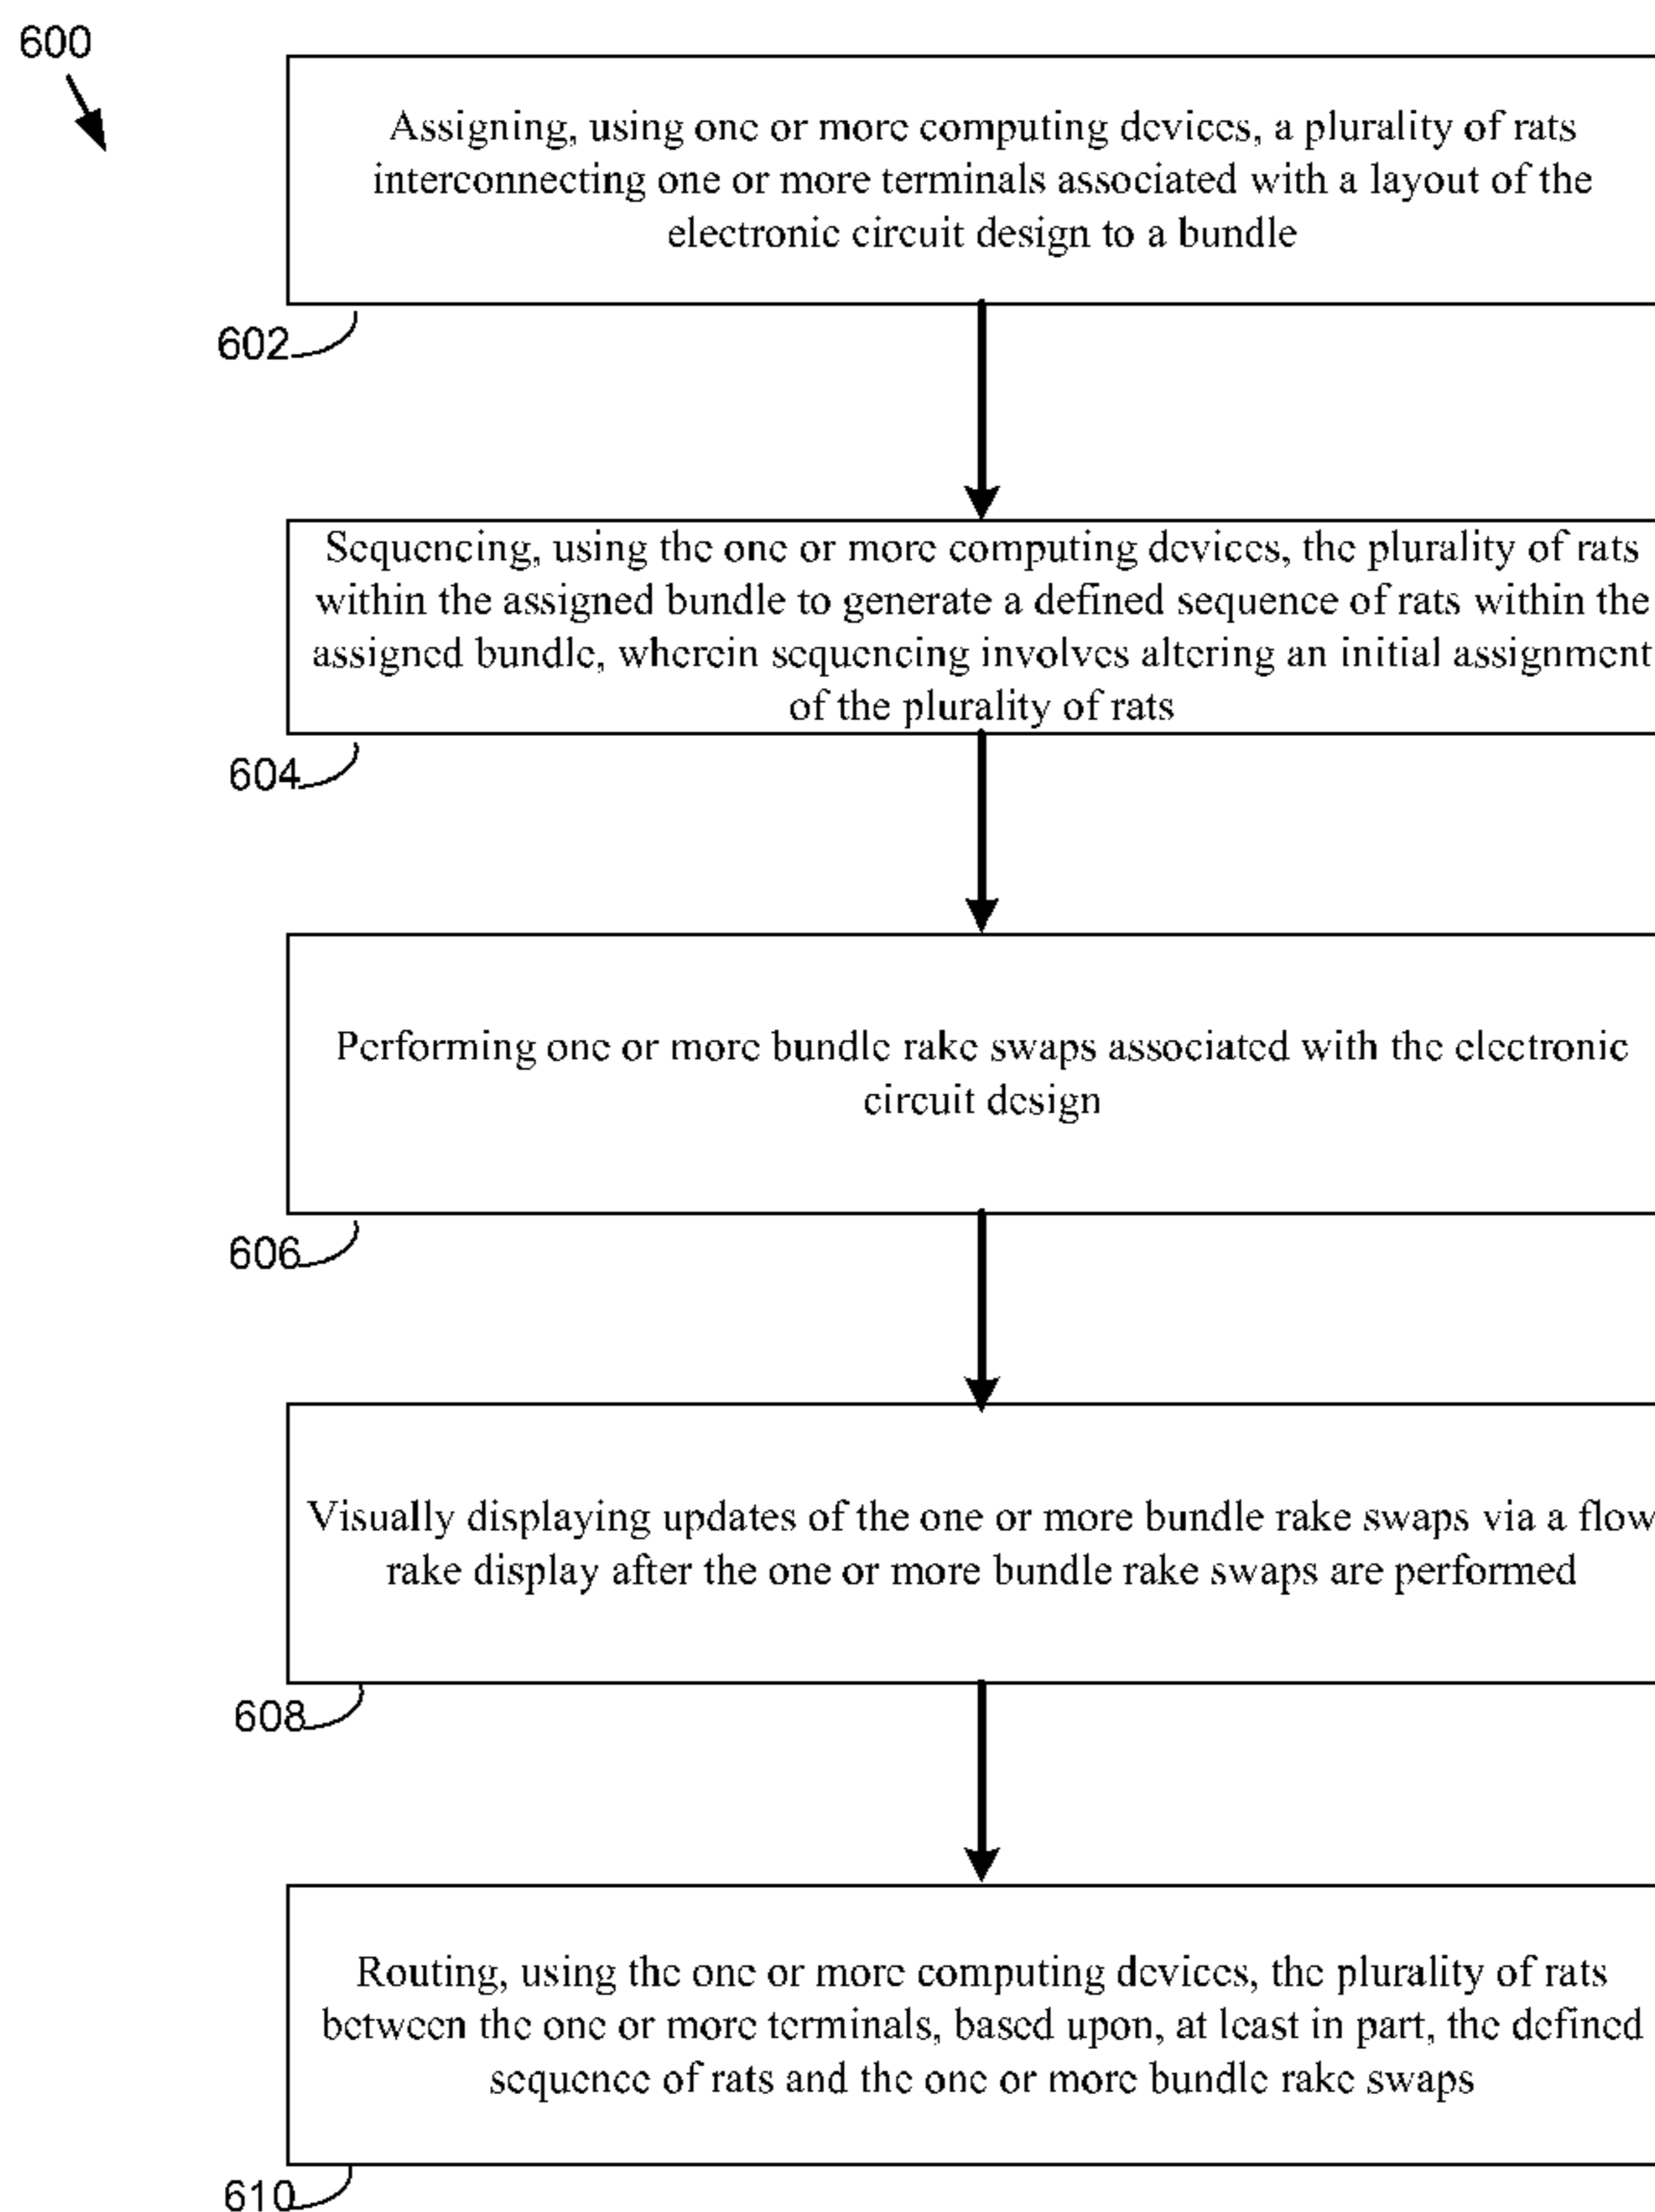 600
Assigning, using one or more computing devices, a plurality of rats
interconnecting one or more terminals associated with a layout of the
electronic circuit design to a bundle
602
Sequencing, using the one or more computing devices, the plurality of rats
within the assigned bundle to generate a defined sequence of rats within the
assigned bundle, wherein sequencing involves altering an initial assignment
of the plurality of rats
604
Performing one or more bundle rake swaps associated with the electronic
circuit design
606
Visually displaying updates of the one or more bundle rake swaps via a flow
rake display after the one or more bundle rake swaps are performed
608
Routing, using the one or more computing devices, the plurality of rats
between the one or more terminals, based upon, at least in part, the defined
sequence of rats and the one or more bundle rake swaps
610